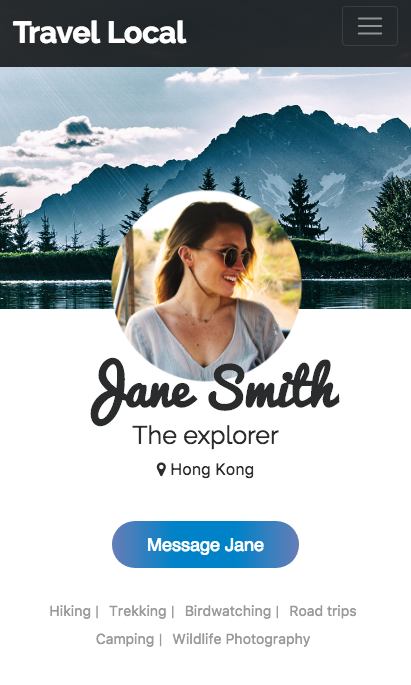 Travel Local
Jane Smith
The explorer
Hong Kong
Message Jane
Hiking | Trekking | Birdwatching | Road trips
Camping | Wildlife Photography